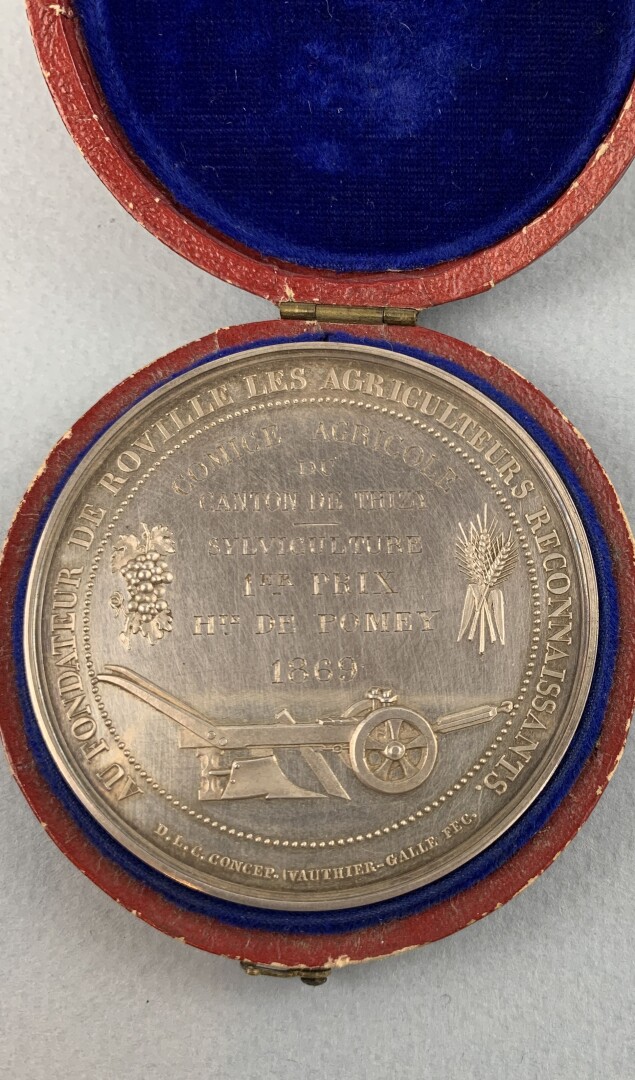 AU FONDATEUR DE ROVILLE LES AGRICULTEURS RECONNAISSANTS.
COMICE AGRICOLE
DU
CANTON DE THIZY
SYLVICULTURE
1ER PRIX
HTE DE POMEY
1869
D. L. C. CONCEP. VAUTHIER-GALLE FEC.